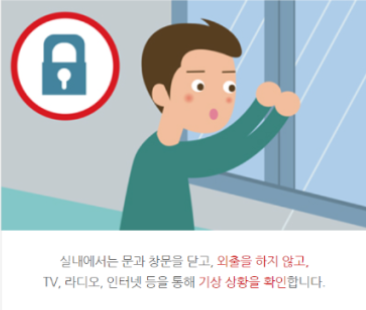 실내에서는 문과 창문을 닫고, 외출을 하지 않고,
TV, 라디오, 인터넷 등을 통해 기상 상황을 확인합니다.